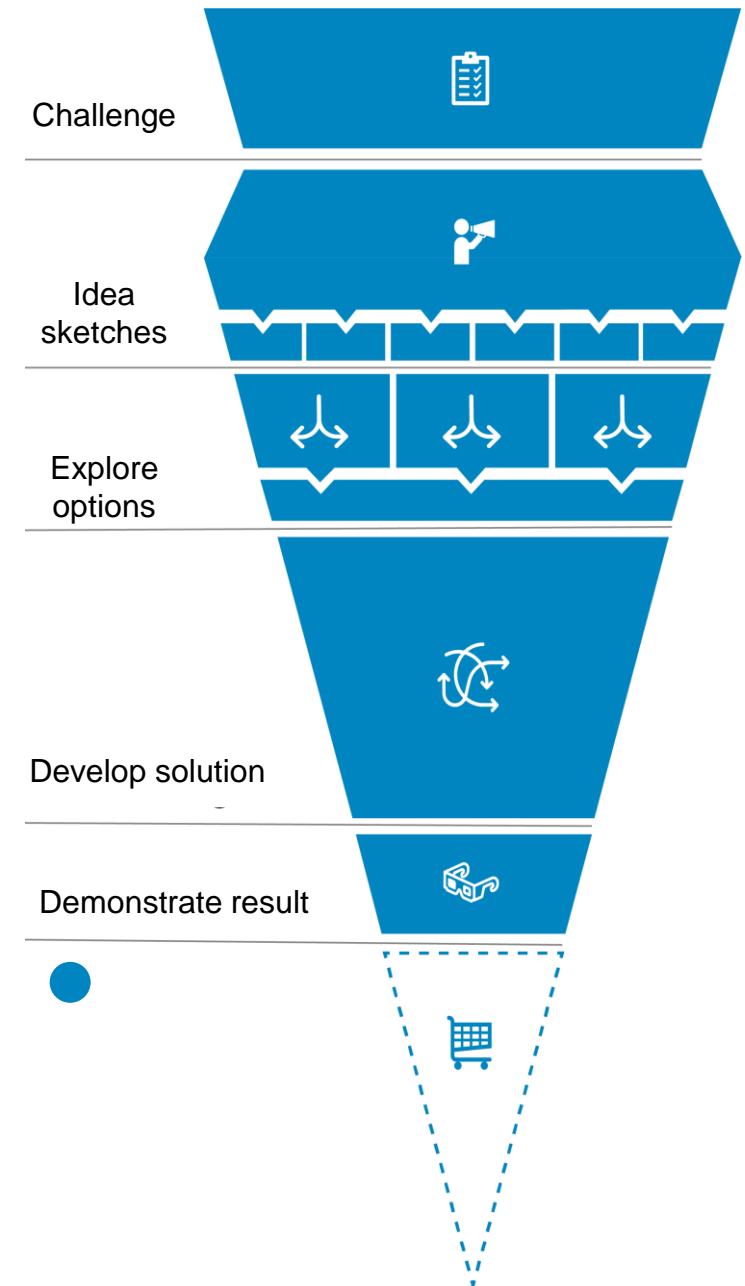 Challenge
Idea
sketches
Explore
options
Develop solution
Demonstrate result